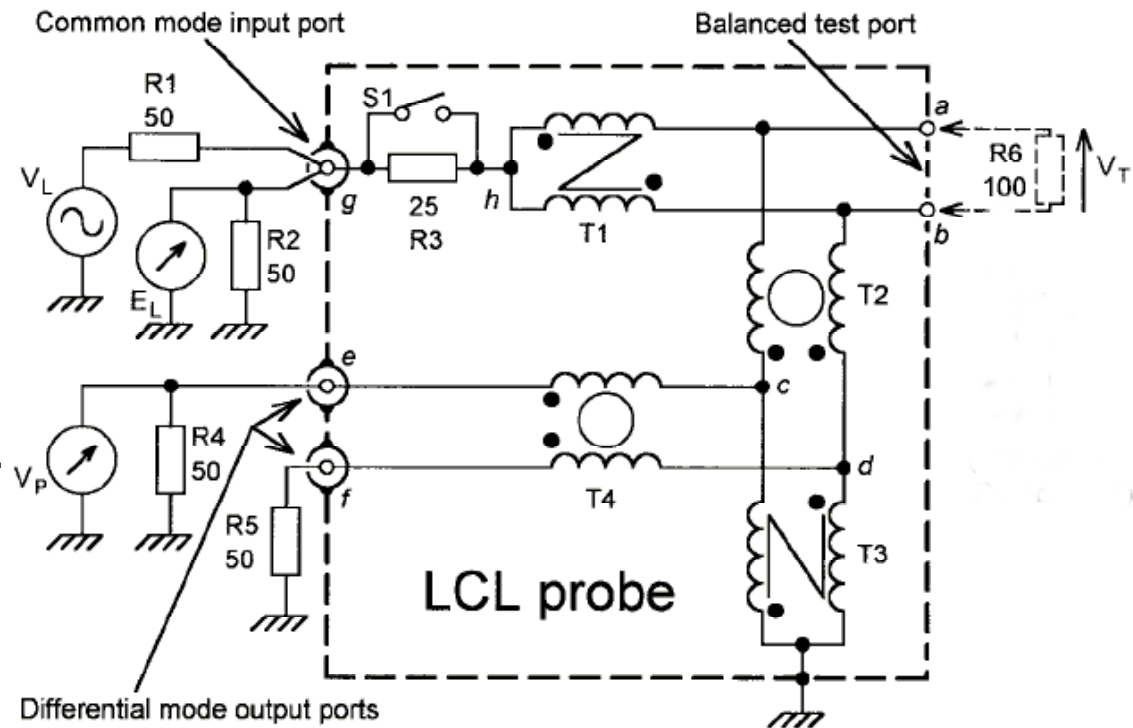 Common mode input port
Balanced test port
R1
50
S1
a
V_L
g
25
R3
h
T1
R6
100
V_T
b
R2
50
E_L
T2
e
c
R4
50
V_P
f
T4
d
R5
50
T3
LCL probe
Differential mode output ports